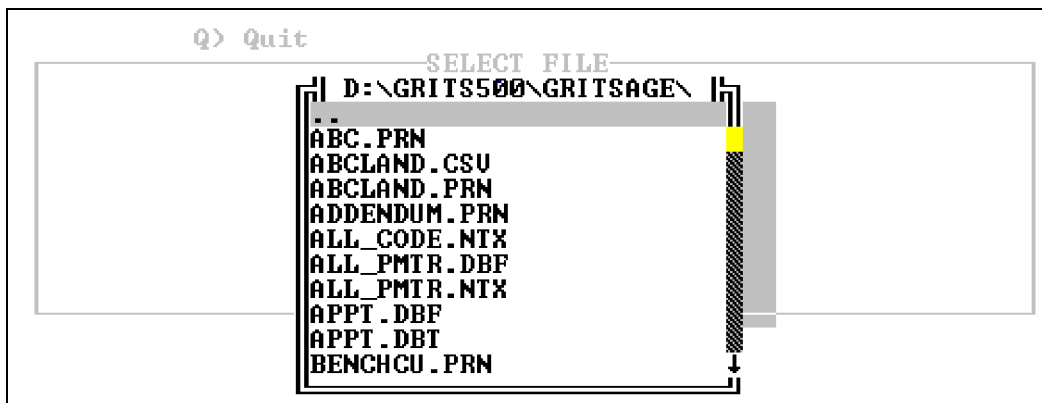 Q) Quit
SELECT FILE
D:\GRITS500\GRITSAGE\
..
ABC.PRN
ABCLAND.CSV
ABCLAND.PRN
ADDENDUM.PRN
ALL_CODE.NTX
ALL_PMTR.DBF
ALL_PMTR.NTX
APPT.DBF
APPT.DBT
BENCHCU.PRN